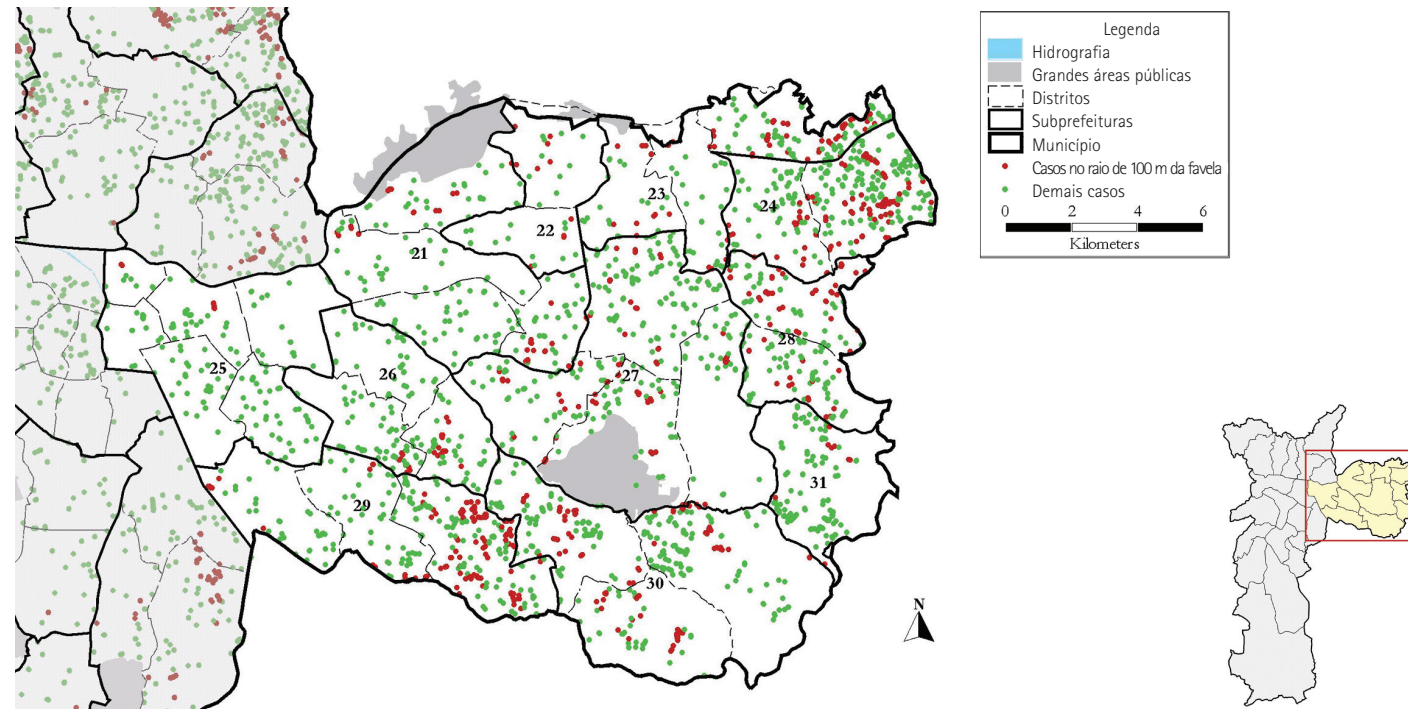 Legenda
Hidrografia
Grandes áreas públicas
Distritos
Subprefeituras
Município
Casos no raio de 100 m da favela
Demais casos
0 2 4 6
Kilometers
23
24
22
21
28
25
26
27
31
29
30
N